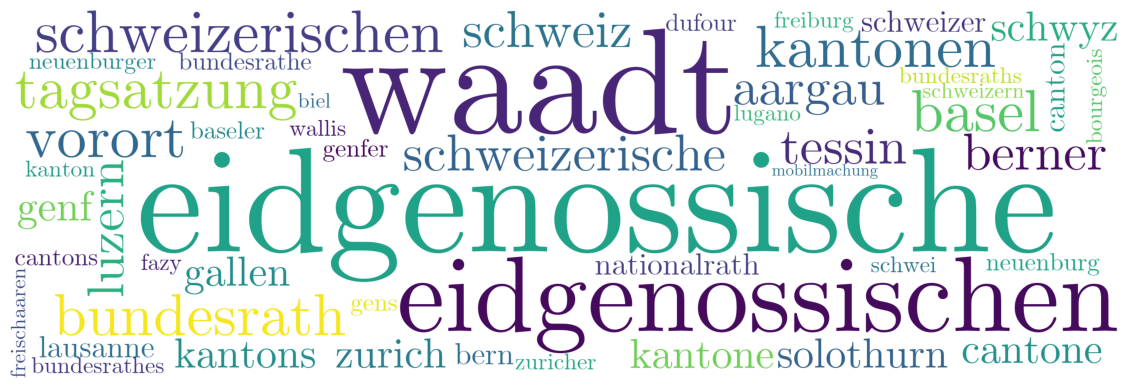 schweizerischen
schweiz
dufour
freiburg
schweizer
schwyz
neuenburger
bundesrathe
waadt
kantonen
tagsatzung
biel
aargau
bundesraths
schweizern
canton
bourgeois
lugano
basel
vorort
baseler
wallis
genfer
schweizerische
tessin
berner
kanton
mobilmachung
genf
luzern
eidgenossische
cantons
fazy
gallen
nationalrath
schwei
neuenburg
freischaaren
bundesrath
gens
eidgenossischen
lausanne
bundesrathes
kantons
zurich
bern
zuricher
kantone
solothurn
cantone